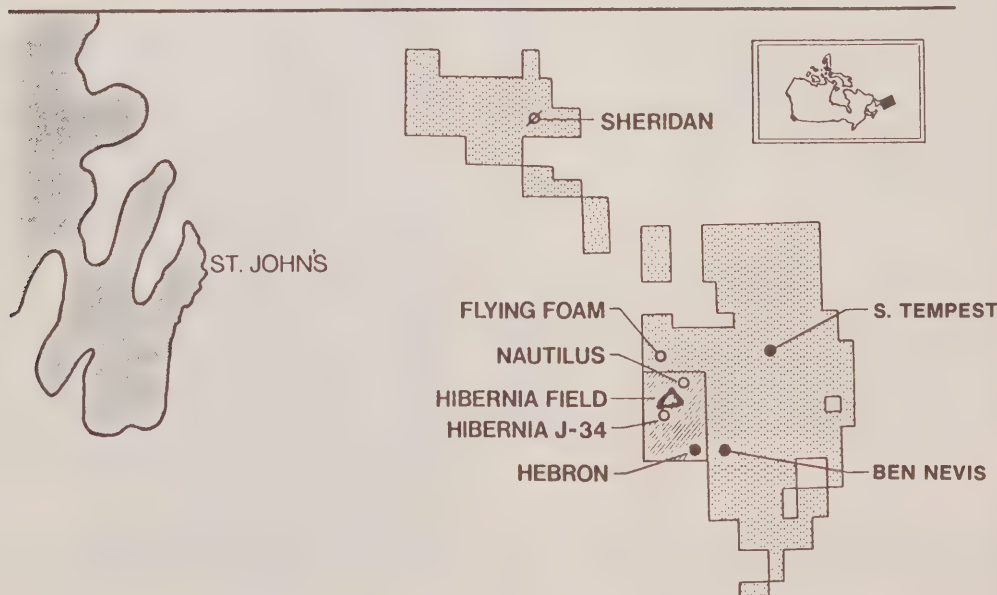 SHERIDAN
ST. JOHN'S
FLYING FOAM
S. TEMPEST
NAUTILUS
HIBERNIA FIELD
HIBERNIA J-34
HEBRON
BEN NEVIS